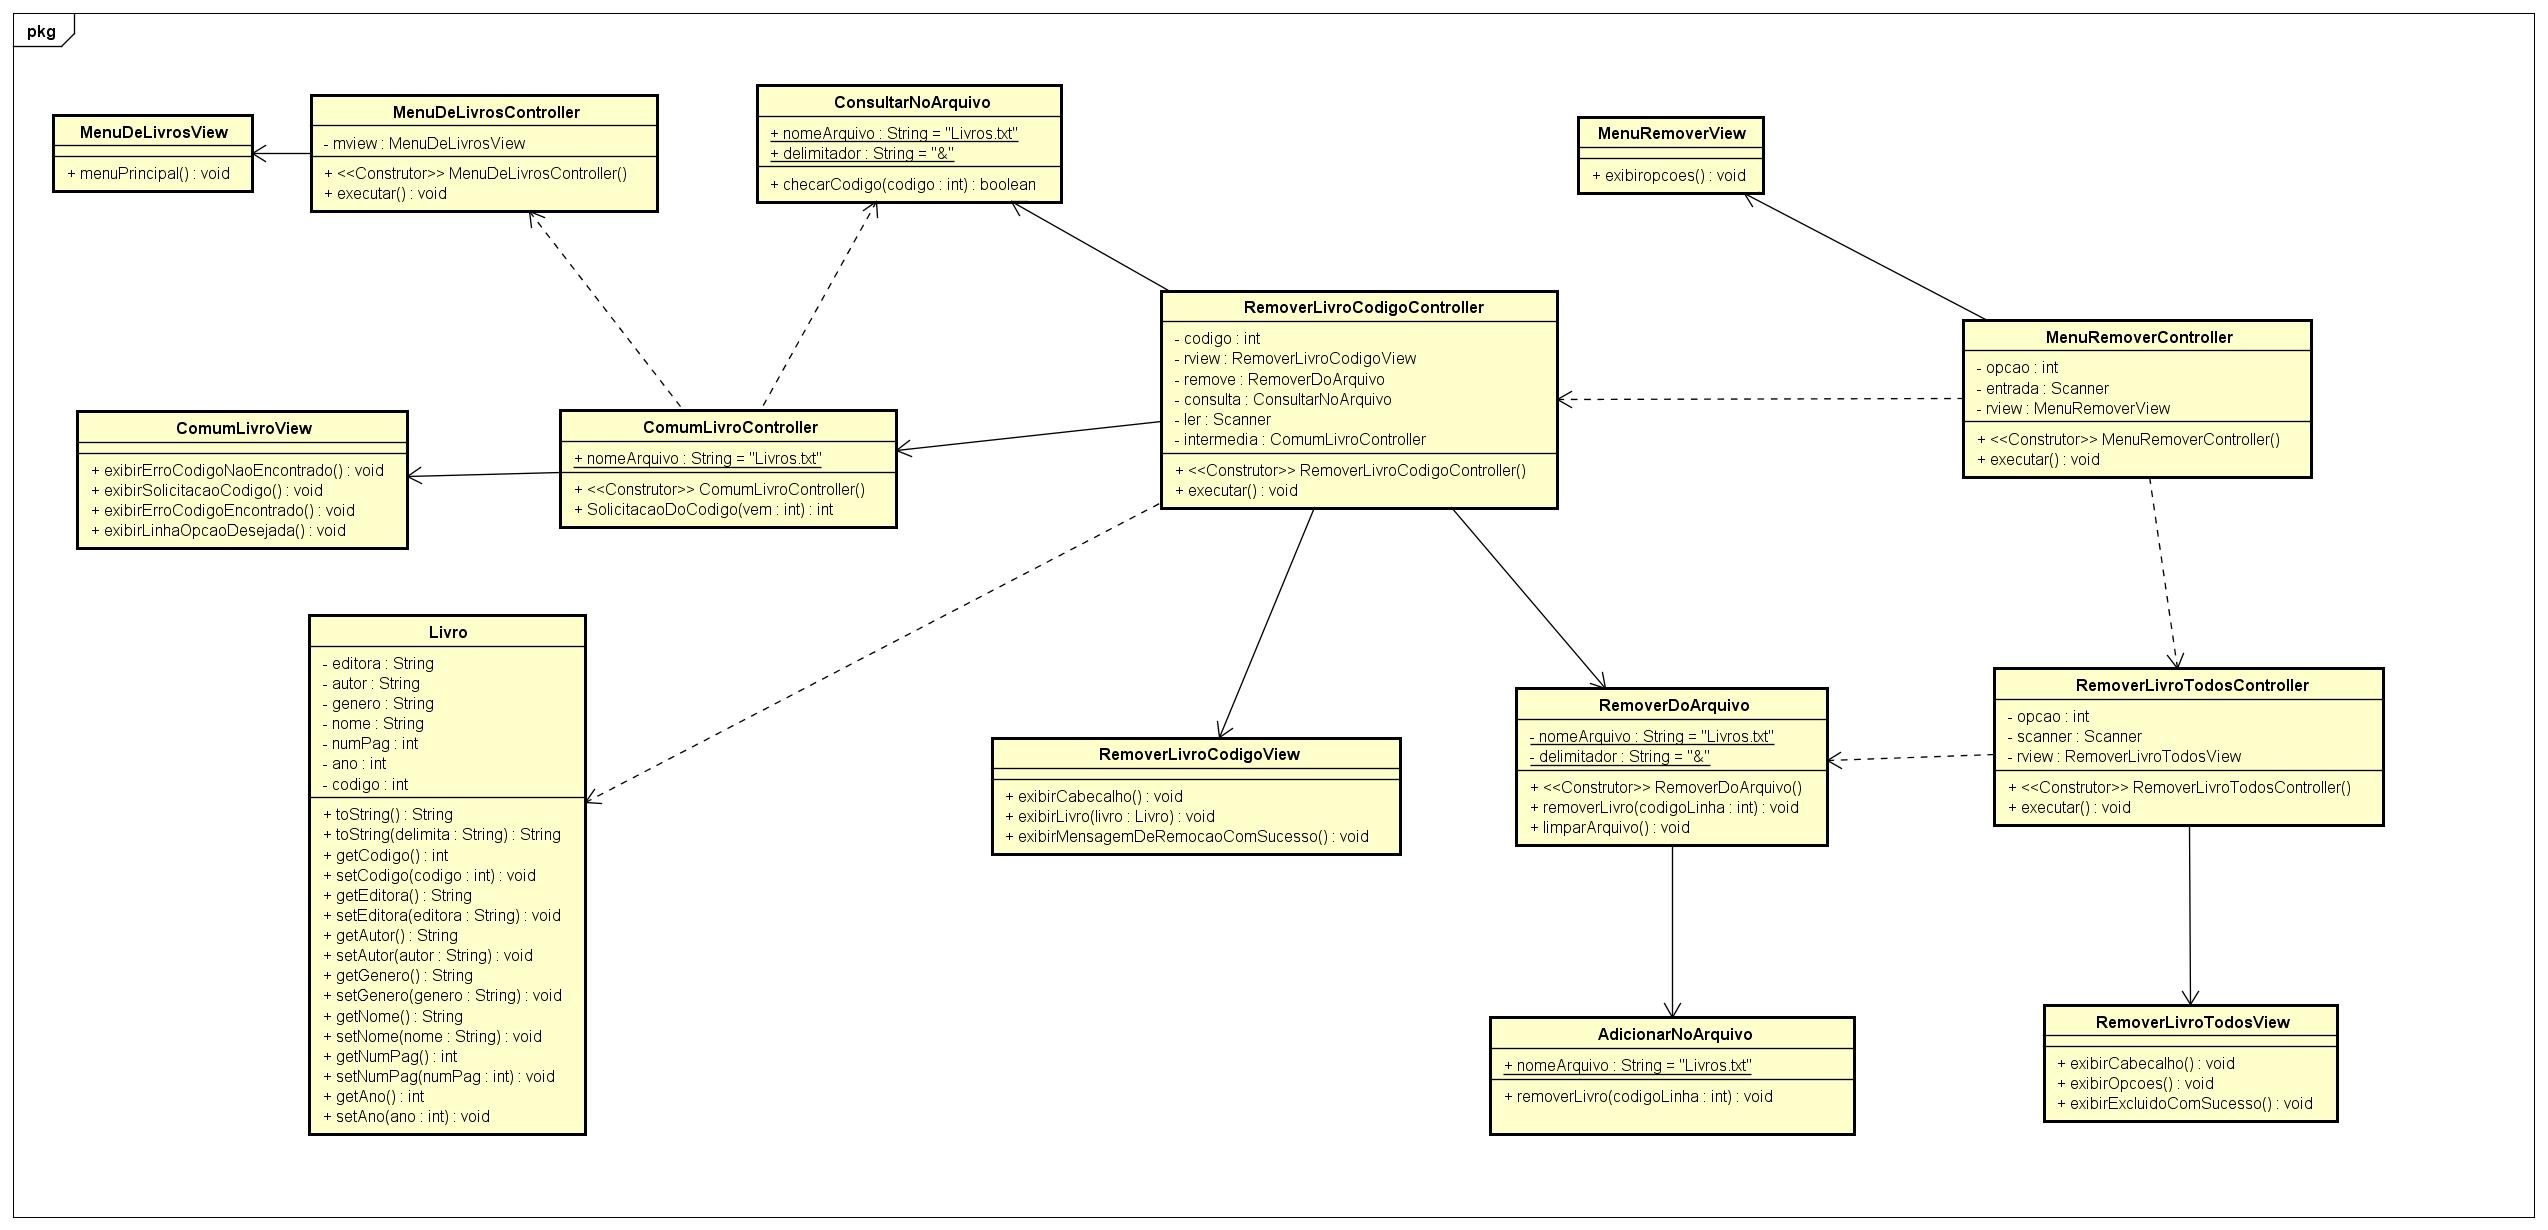 pkg
MenuDeLivrosView
+ menuPrincipal() : void
MenuDeLivrosController
- mview : MenuDeLivrosView
+ <<Construtor>> MenuDeLivrosController()
+ executar() : void
ConsultarNoArquivo
+ nomeArquivo : String = "Livros.txt"
+ delimitador : String = "&"
+ checarCodigo(codigo : int) : boolean
MenuRemoverView
+ exibiropcoes() : void
RemoverLivroCodigoController
- codigo : int
- rview : RemoverLivroCodigoView
- remove : RemoverDoArquivo
- consulta : ConsultarNoArquivo
- ler : Scanner
- intermedia : ComumLivroController
+ <<Construtor>> RemoverLivroCodigoController()
+ executar() : void
MenuRemoverController
- opcao : int
- entrada : Scanner
- rview : MenuRemoverView
+ <<Construtor>> MenuRemoverController()
+ executar() : void
ComumLivroView
+ exibirErroCodigoNaoEncontrado() : void
+ exibirSolicitacaoCodigo() : void
+ exibirErroCodigoEncontrado() : void
+ exibirLinhaOpcaoDesejada() : void
ComumLivroController
+ nomeArquivo : String = "Livros.txt"
+ <<Construtor>> ComumLivroController()
+ SolicitacaoDoCodigo(vem : int) : int
Livro
- editora : String
- autor : String
- genero : String
- nome : String
- numPag : int
- ano : int
- codigo : int
+ toString() : String
+ toString(delimita : String) : String
+ getCodigo() : int
+ setCodigo(codigo : int) : void
+ getEditora() : String
+ setEditora(editora : String) : void
+ getAutor() : String
+ setAutor(autor : String) : void
+ getGenero() : String
+ setGenero(genero : String) : void
+ getNome() : String
+ setNome(nome : String) : void
+ getNumPag() : int
+ setNumPag(numPag : int) : void
+ getAno() : int
+ setAno(ano : int) : void
RemoverLivroCodigoView
+ exibirCabecalho() : void
+ exibirLivro(livro : Livro) : void
+ exibirMensagemDeRemocaoComSucesso() : void
RemoverDoArquivo
- nomeArquivo : String = "Livros.txt"
- delimitador : String = "&"
+ <<Construtor>> RemoverDoArquivo()
+ removerLivro(codigoLinha : int) : void
+ limparArquivo() : void
RemoverLivroTodosController
- opcao : int
- scanner : Scanner
- rview : RemoverLivroTodosView
+ <<Construtor>> RemoverLivroTodosController()
+ executar() : void
AdicionarNoArquivo
+ nomeArquivo : String = "Livros.txt"
+ removerLivro(codigoLinha : int) : void
RemoverLivroTodosView
+ exibirCabecalho() : void
+ exibirOpcoes() : void
+ exibirExcluidoComSucesso() : void